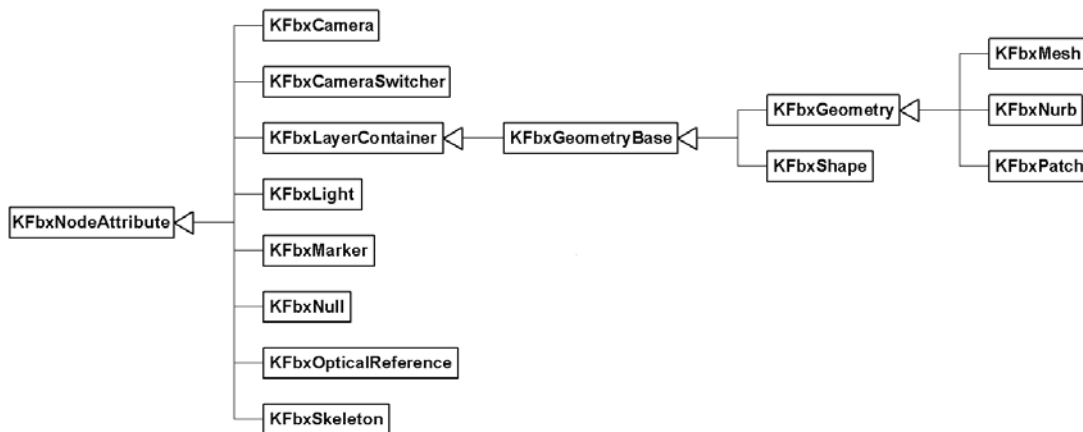 KFbxCamera
KFbxCameraSwitcher
KFbxLayerContainer
KFbxLight
KFbxNodeAttribute
KFbxMarker
KFbxNull
KFbxOpticalReference
KFbxSkeleton
KFbxGeometryBase
KFbxGeometry
KFbxShape
KFbxMesh
KFbxNurb
KFbxPatch